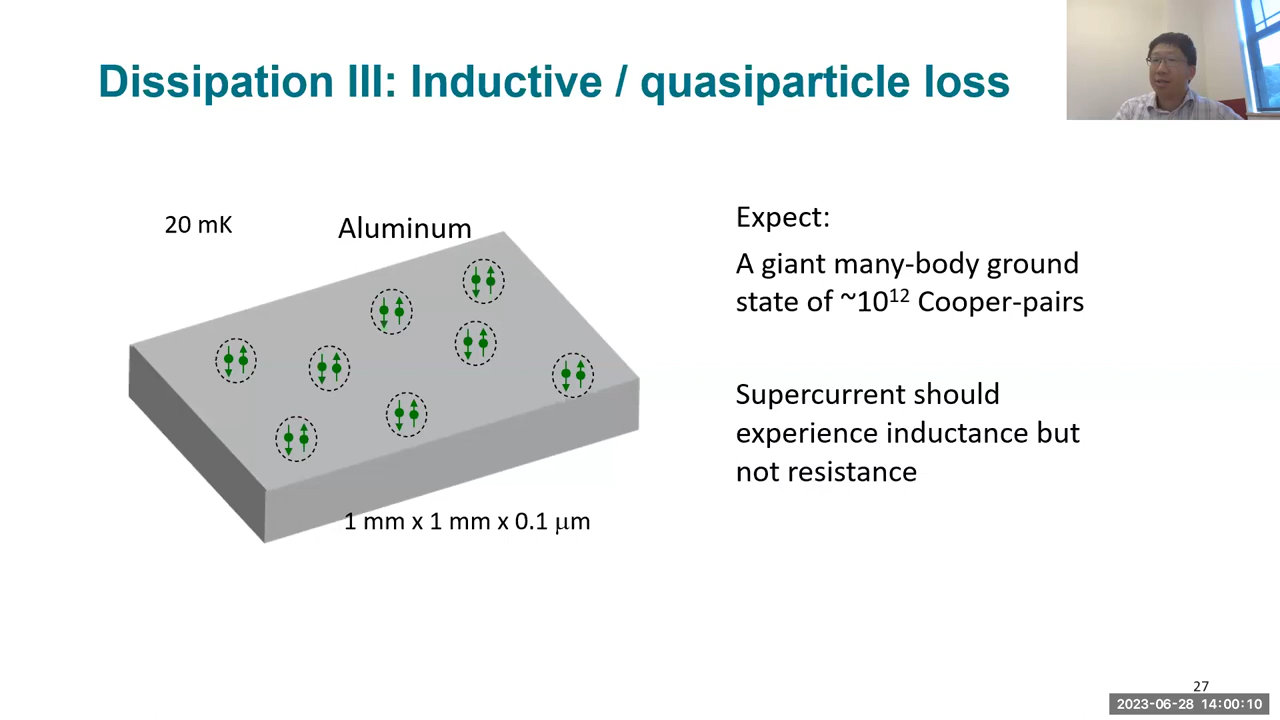 Dissipation III: Inductive / quasiparticle loss
20 mK
Aluminum
1 mm x 1 mm x 0.1 μm
Expect:
A giant many-body ground
state of ~10¹² Cooper-pairs
Supercurrent should
experience inductance but
not resistance
27
2023-06-28 14:00:10